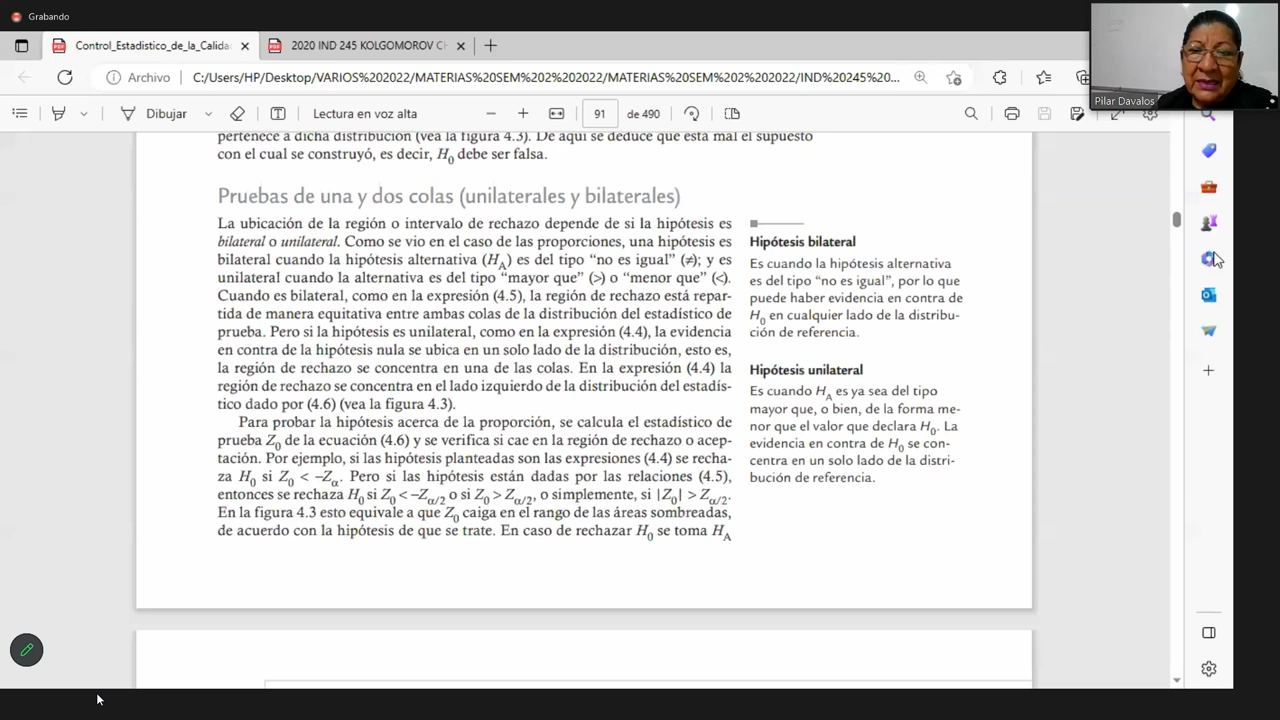 Grabando
Control_Estadistico_de_la_Calida
2020 IND 245 KOLGOMOROV C
Archivo
C:/Users/HP/Desktop/VARIOS%202022/MATERIAS%20SEM%202%202022/MATERIAS%20SEM%202%202022/IND%20245%20...
Dibujar
Lectura en voz alta
91
de 490
Pilar Davalos
pertenece a dicha distribución (vea la figura 4.3). De aquí se deduce que está mal el supuesto
con el cual se construyó, es decir, H0 debe ser falsa.
Pruebas de una y dos colas (unilaterales y bilaterales)
La ubicación de la región o intervalo de rechazo depende de si la hipótesis es
bilateral o unilateral. Como se vio en el caso de las proporciones, una hipótesis es
bilateral cuando la hipótesis alternativa (HA) es del tipo “no es igual” (≠); y es
unilateral cuando la alternativa es del tipo “mayor que” (>) o “menor que” (<).
Cuando es bilateral, como en la expresión (4.5), la región de rechazo está repar-
tida de manera equitativa entre ambas colas de la distribución del estadístico de
prueba. Pero si la hipótesis es unilateral, como en la expresión (4.4), la evidencia
en contra de la hipótesis nula se ubica en un solo lado de la distribución, esto es,
la región de rechazo se concentra en una de las colas. En la expresión (4.4) la
región de rechazo se concentra en el lado izquierdo de la distribución del estadís-
tico dado por (4.6) (vea la figura 4.3).
Para probar la hipótesis acerca de la proporción, se calcula el estadístico de
prueba Z0 de la ecuación (4.6) y se verifica si cae en la región de rechazo o acep-
tación. Por ejemplo, si las hipótesis planteadas son las expresiones (4.4) se recha-
za H0 si Z0 < –Zα. Pero si las hipótesis están dadas por las relaciones (4.5),
entonces se rechaza H0 si Z0 < –Zα/2 o si Z0 > Zα/2, o simplemente, si |Z0| > Zα/2.
En la figura 4.3 esto equivale a que Z0 caiga en el rango de las áreas sombreadas,
de acuerdo con la hipótesis de que se trate. En caso de rechazar H0 se toma HA
Hipótesis bilateral
Es cuando la hipótesis alternativa
es del tipo “no es igual”, por lo que
puede haber evidencia en contra de
H0 en cualquier lado de la distribu-
ción de referencia.
Hipótesis unilateral
Es cuando HA es ya sea del tipo
mayor que, o bien, de la forma me-
nor que el valor que declara H0. La
evidencia en contra de H0 se con-
centra en un solo lado de la distri-
bución de referencia.